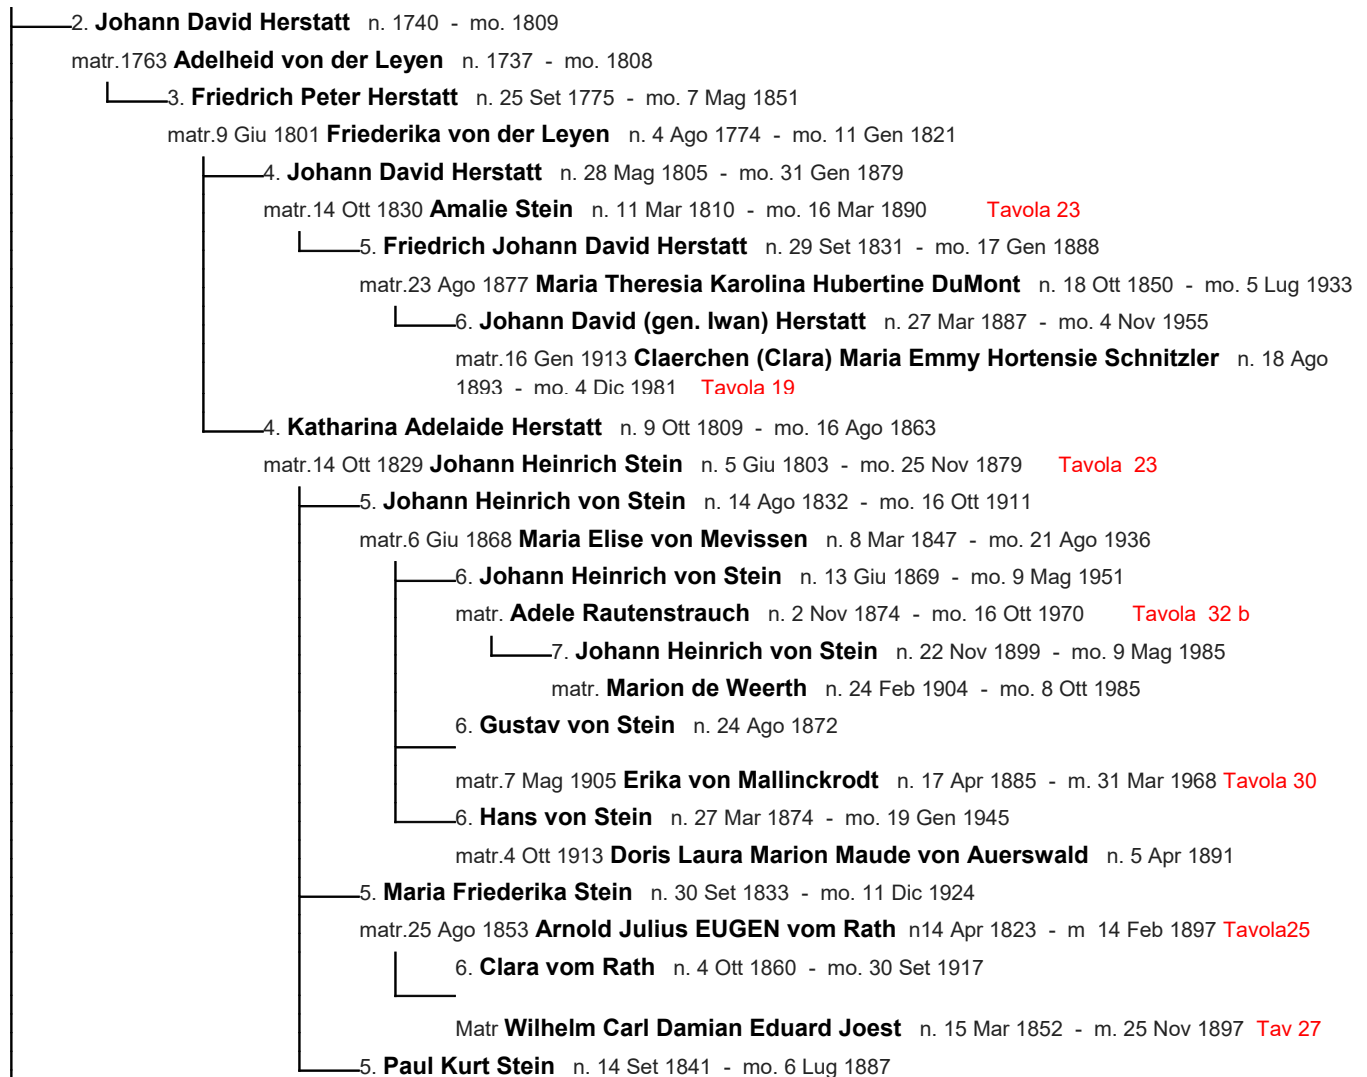 2. Johann David Herstatt n. 1740 - mo. 1809
matr.1763 Adelheid von der Leyen n. 1737 - mo. 1808
3. Friedrich Peter Herstatt n. 25 Set 1775 - mo. 7 Mag 1851
matr.9 Giu 1801 Friederika von der Leyen n. 4 Ago 1774 - mo. 11 Gen 1821
4. Johann David Herstatt n. 28 Mag 1805 - mo. 31 Gen 1879
matr.14 Ott 1830 Amalie Stein n. 11 Mar 1810 - mo. 16 Mar 1890 Tavola 23
5. Friedrich Johann David Herstatt n. 29 Set 1831 - mo. 17 Gen 1888
matr.23 Ago 1877 Maria Theresia Karolina Hubertine DuMont n. 18 Ott 1850 - mo. 5 Lug 1933
6. Johann David (gen. Iwan) Herstatt n. 27 Mar 1887 - mo. 4 Nov 1955
matr.16 Gen 1913 Claerchen (Clara) Maria Emmy Hortensie Schnitzler n. 18 Ago
1893 - mo. 4 Dic 1981 Tavola 19
4. Katharina Adelaide Herstatt n. 9 Ott 1809 - mo. 16 Ago 1863
matr.14 Ott 1829 Johann Heinrich Stein n. 5 Giu 1803 - mo. 25 Nov 1879 Tavola 23
5. Johann Heinrich von Stein n. 14 Ago 1832 - mo. 16 Ott 1911
matr.6 Giu 1868 Maria Elise von Mevissen n. 8 Mar 1847 - mo. 21 Ago 1936
6. Johann Heinrich von Stein n. 13 Giu 1869 - mo. 9 Mag 1951
matr. Adele Rautenstrauch n. 2 Nov 1874 - mo. 16 Ott 1970 Tavola 32 b
7. Johann Heinrich von Stein n. 22 Nov 1899 - mo. 9 Mag 1985
matr. Marion de Weerth n. 24 Feb 1904 - mo. 8 Ott 1985
6. Gustav von Stein n. 24 Ago 1872
matr.7 Mag 1905 Erika von Mallinckrodt n. 17 Apr 1885 - m. 31 Mar 1968 Tavola 30
6. Hans von Stein n. 27 Mar 1874 - mo. 19 Gen 1945
matr.4 Ott 1913 Doris Laura Marion Maude von Auerswald n. 5 Apr 1891
5. Maria Friederika Stein n. 30 Set 1833 - mo. 11 Dic 1924
matr.25 Ago 1853 Arnold Julius EUGEN vom Rath n14 Apr 1823 - m 14 Feb 1897 Tavola25
6. Clara vom Rath n. 4 Ott 1860 - mo. 30 Set 1917
Matr Wilhelm Carl Damian Eduard Joest n. 15 Mar 1852 - m. 25 Nov 1897 Tav 27
5. Paul Kurt Stein n. 14 Set 1841 - mo. 6 Lug 1887